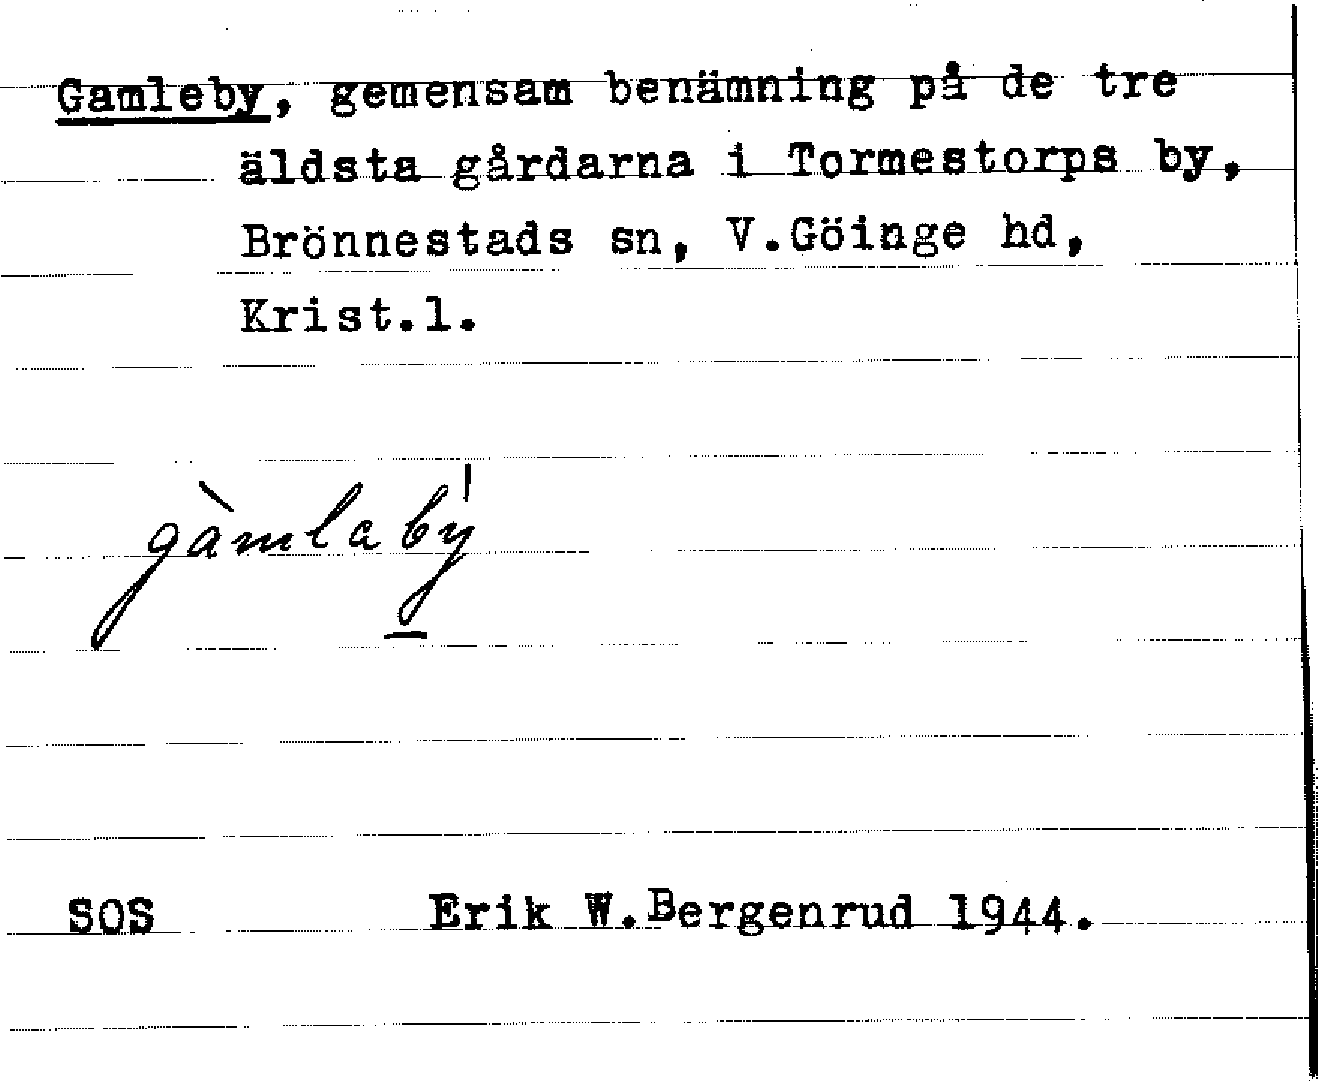 Gamleby, gemensam benämning på de tre
äldsta gårdarna i Tormestorps by,
Brönnestads sn, V.Göinge hd,
Krist.l.
gàmlabý
SOS Erik W.Bergenrud 1944.